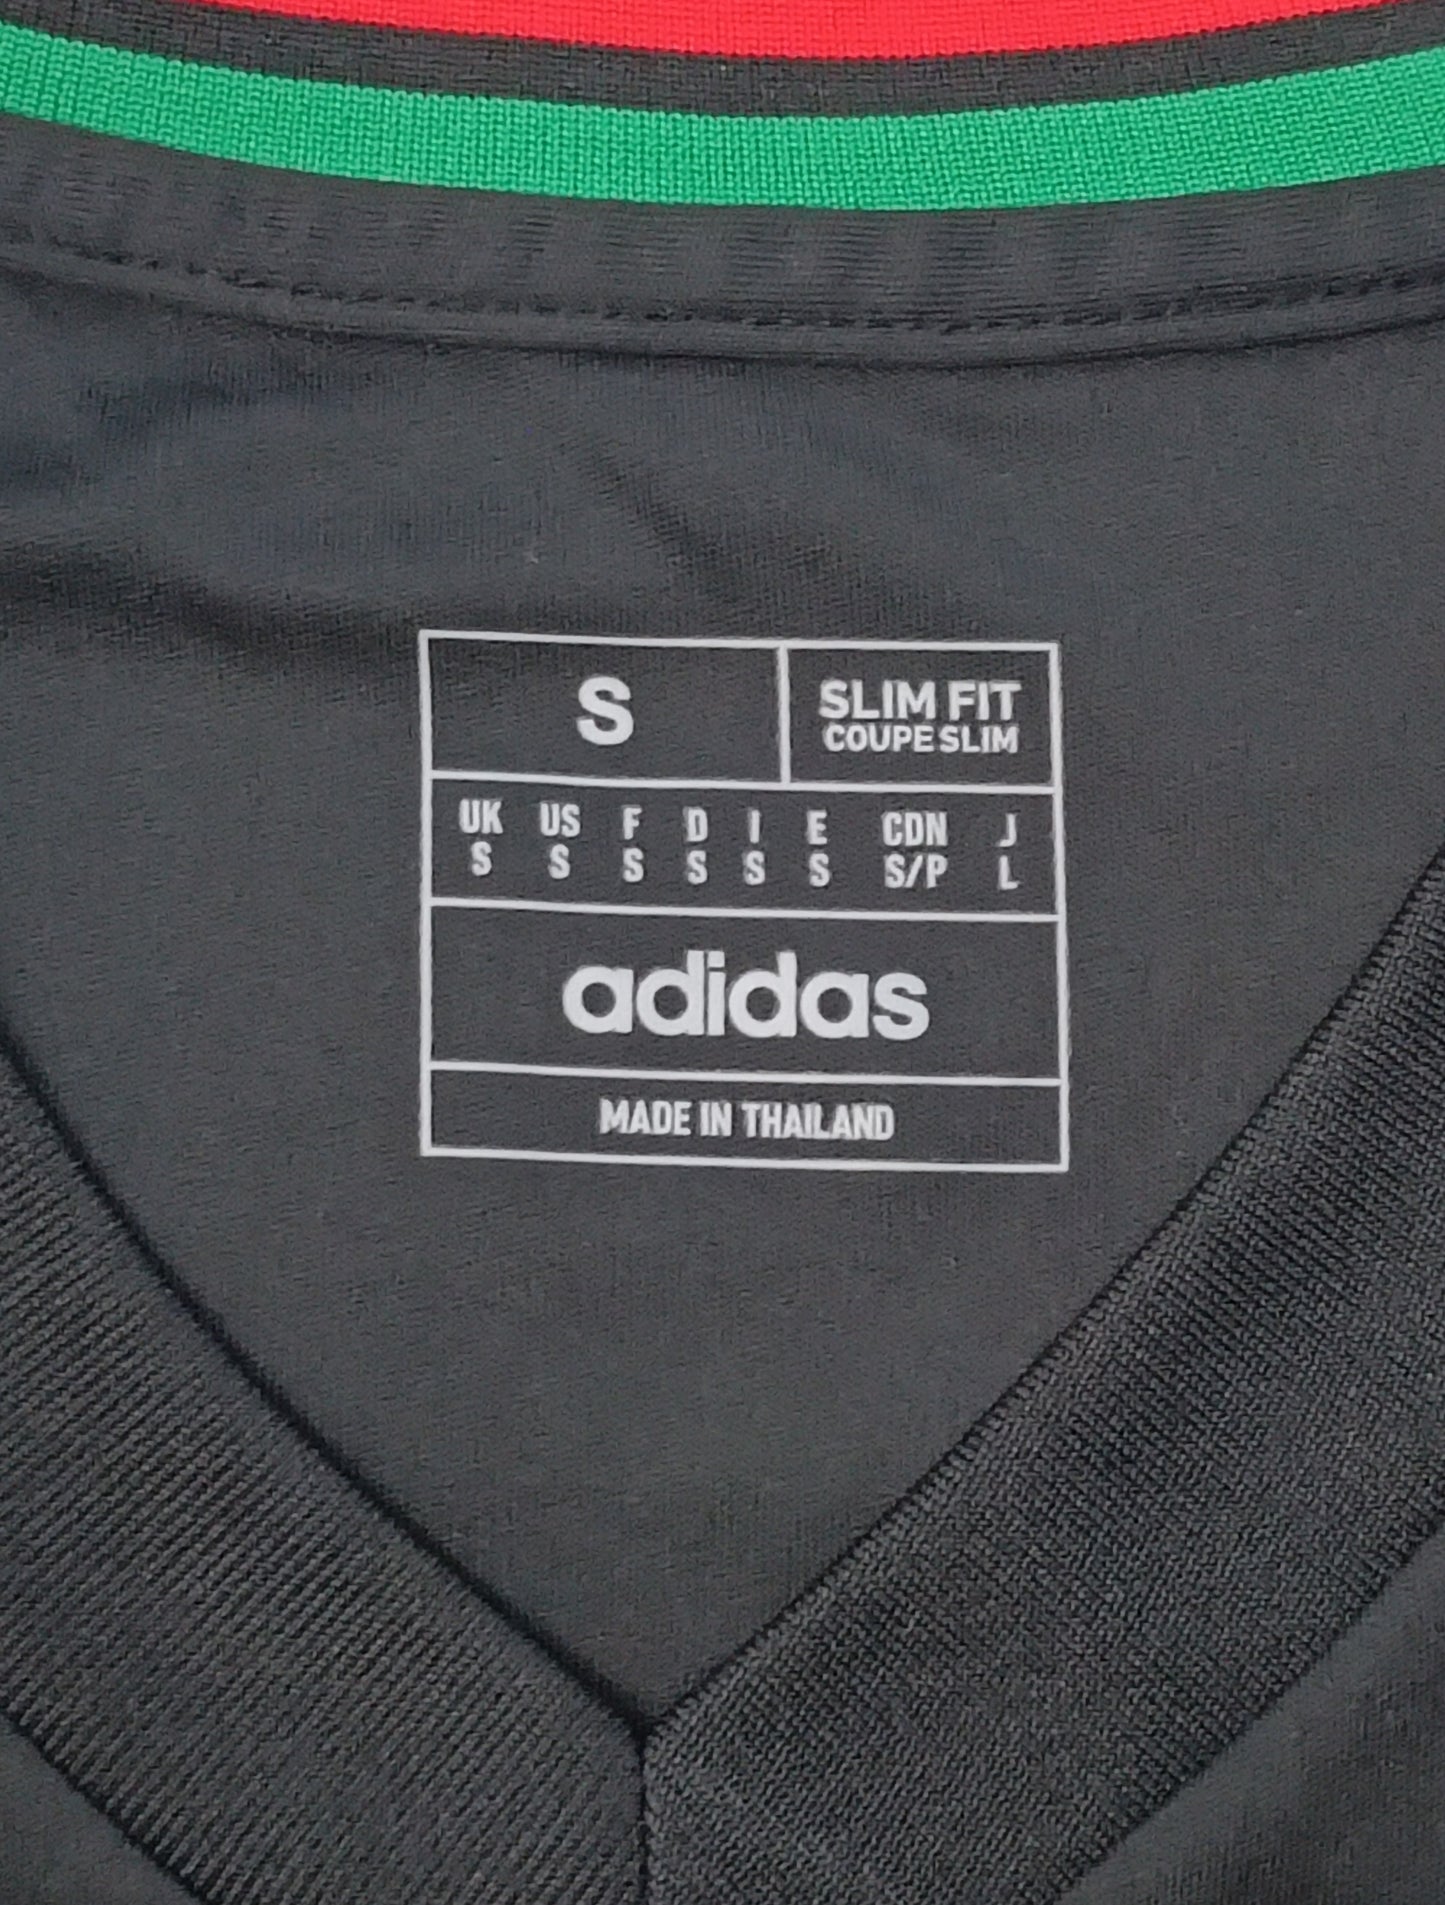 S
SLIM FIT
COUPE SLIM
UK US F D I E CDN J
S S S S S S S/P L
adidas
MADE IN THAILAND